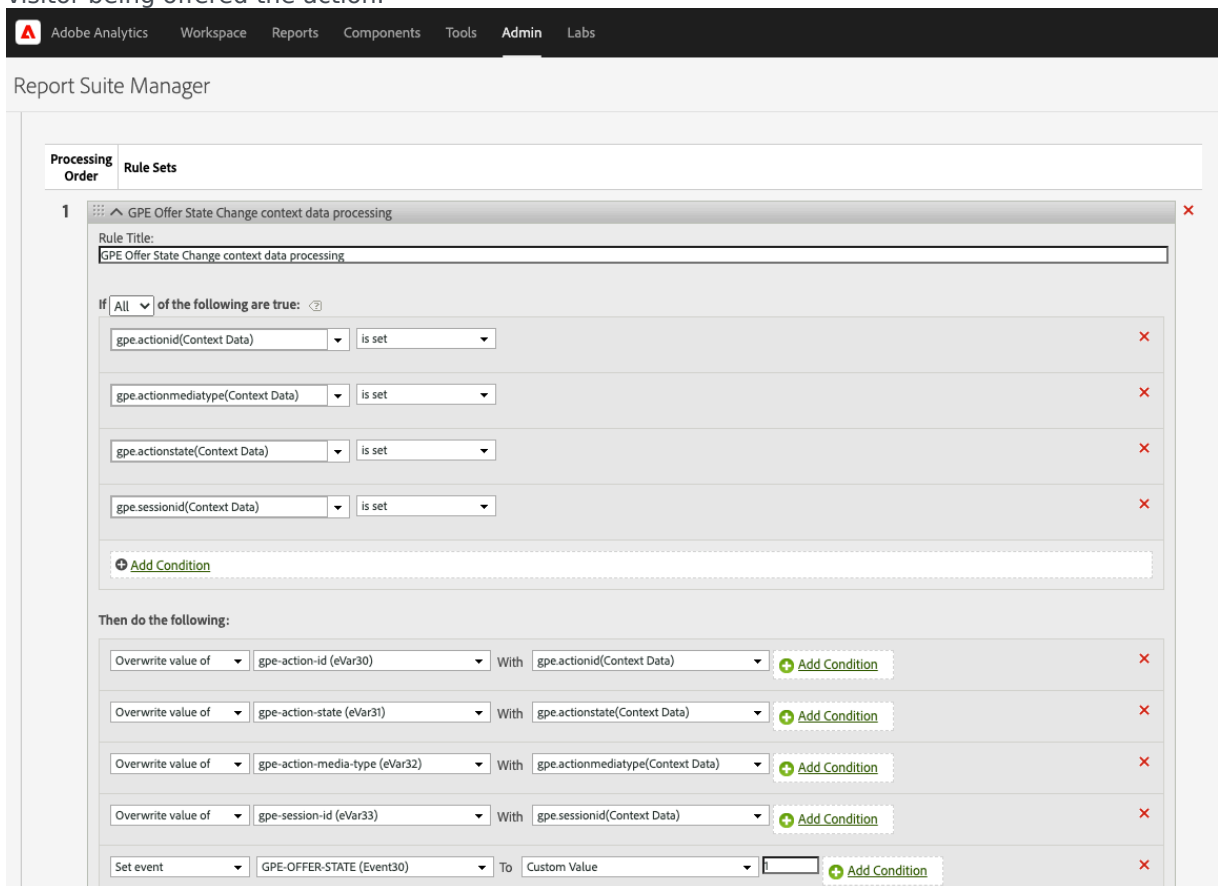 visitor being offered the action.
Adobe Analytics Workspace Reports Components Tools Admin Labs
Report Suite Manager
Processing Order Rule Sets
1 GPE Offer State Change context data processing
Rule Title:
GPE Offer State Change context data processing
If All of the following are true:
gpe.actionid(Context Data) is set
gpe.actionmediatype(Context Data) is set
gpe.actionstate(Context Data) is set
gpe.sessionid(Context Data) is set
Add Condition
Then do the following:
Overwrite value of gpe-action-id (eVar30) With gpe.actionid(Context Data) Add Condition
Overwrite value of gpe-action-state (eVar31) With gpe.actionstate(Context Data) Add Condition
Overwrite value of gpe-action-media-type (eVar32) With gpe.actionmediatype(Context Data) Add Condition
Overwrite value of gpe-session-id (eVar33) With gpe.sessionid(Context Data) Add Condition
Set event GPE-OFFER-STATE (Event30) To Custom Value 1 Add Condition